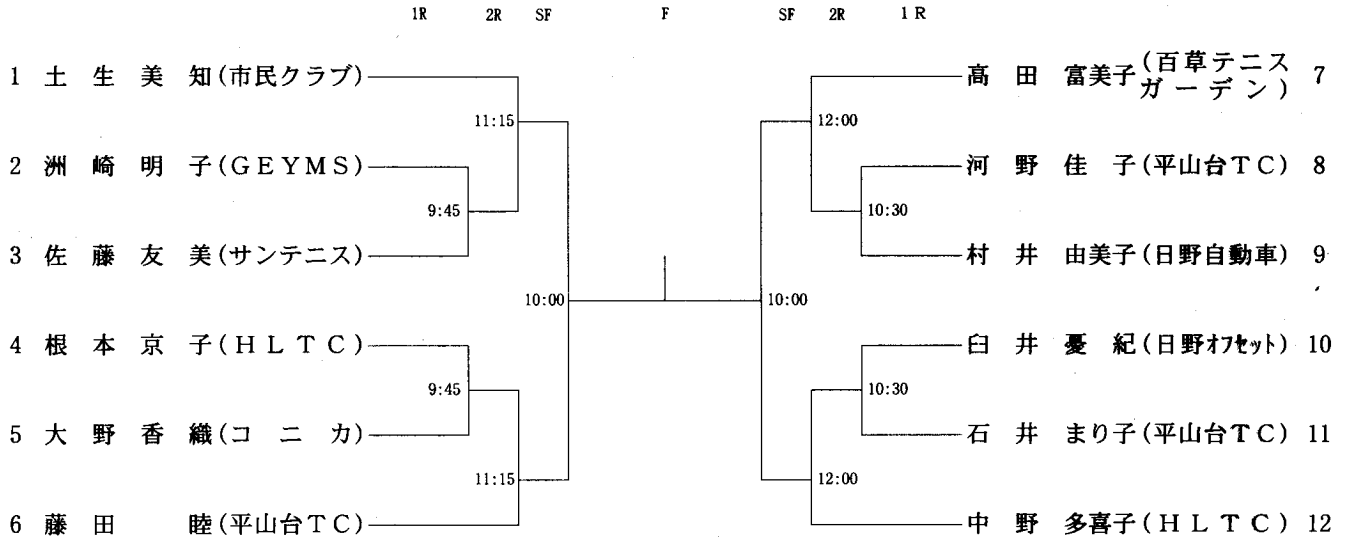 1R 2R SF F SF 2R 1R
1 土生美知(市民クラブ)
11:15
2 洲崎明子(GEYMS)
9:45
3 佐藤友美(サンテニス)
10:00
4 根本京子(HLTC)
9:45
5 大野香織(コニカ)
11:15
6 藤田睦(平山台TC)
高田富美子(百草テニスガーデン) 7
12:00
河野佳子(平山台TC) 8
10:30
村井由美子(日野自動車) 9
10:00
臼井憂紀(日野オフセット) 10
10:30
石井まり子(平山台TC) 11
12:00
中野多喜子(HLTC) 12